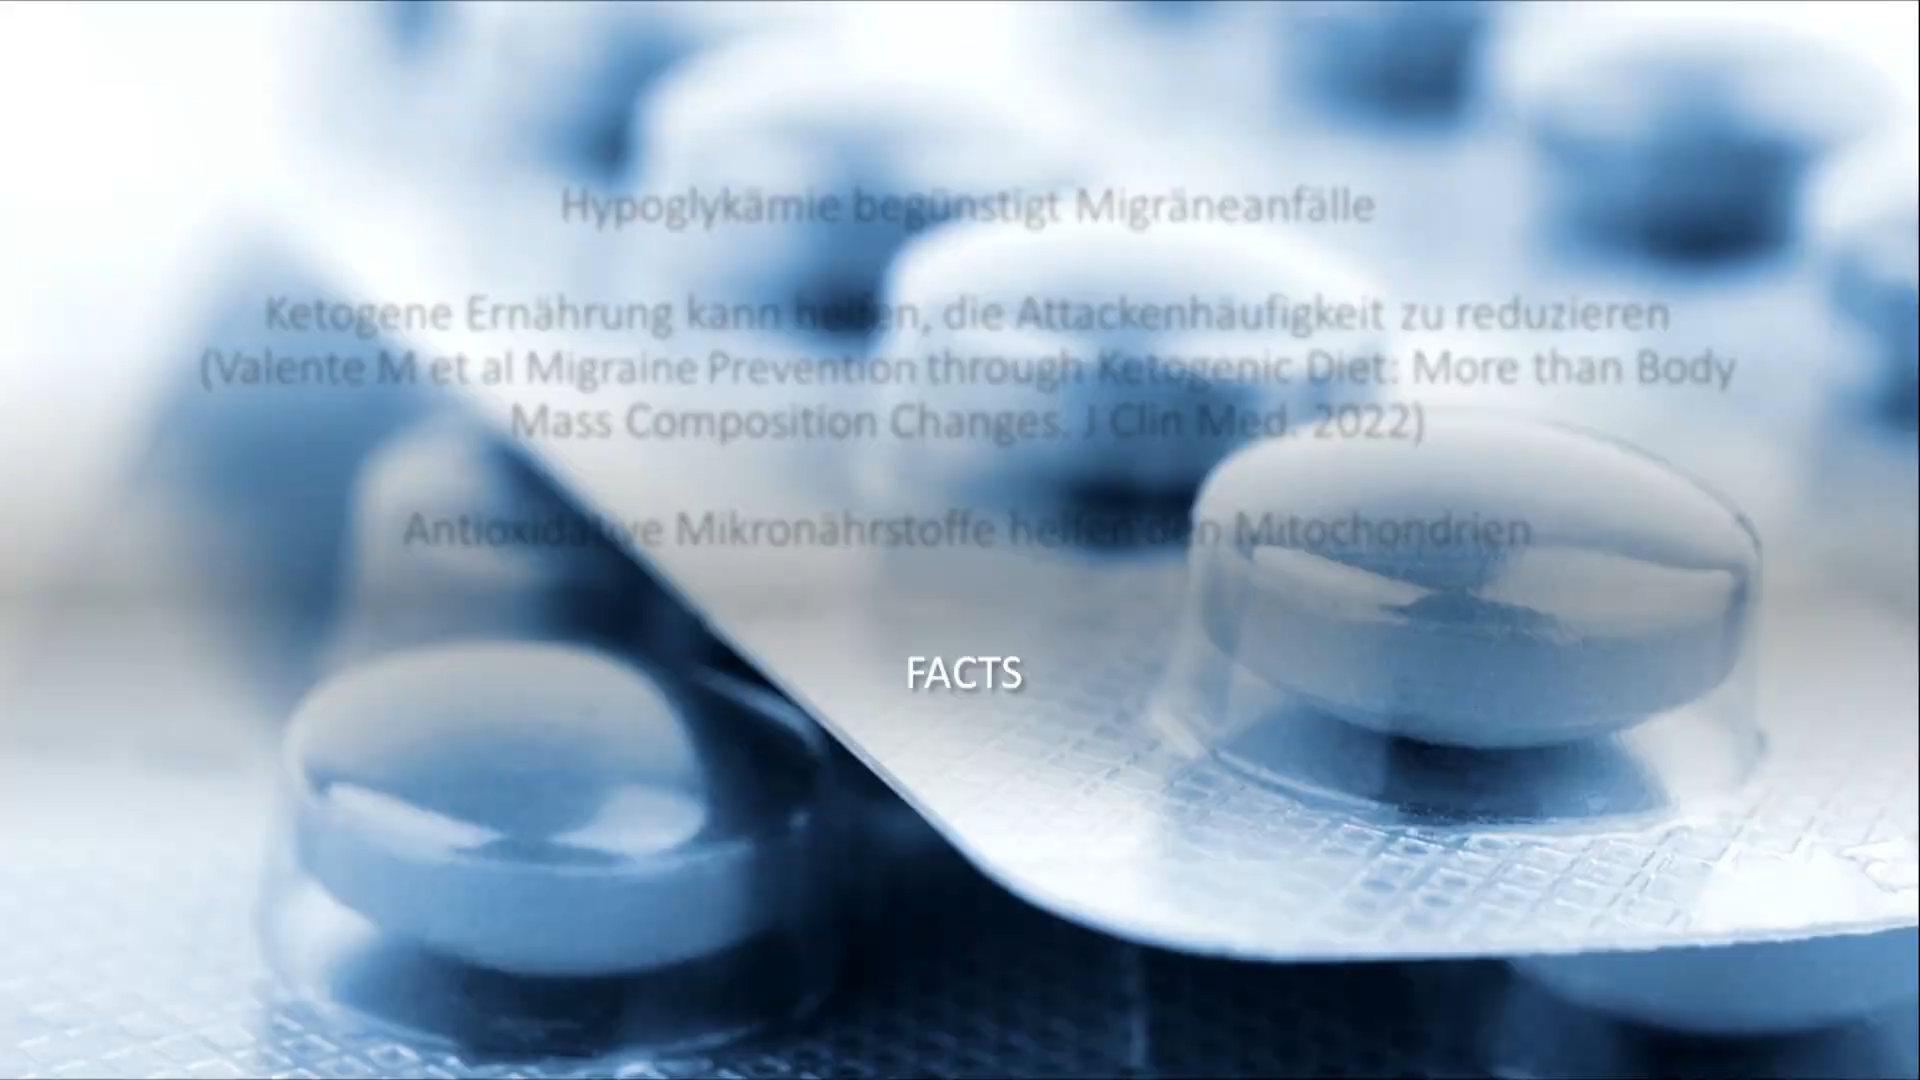 Hypoglykämie begünstigt Migräneanfälle
Ketogene Ernährung kann helfen, die Attackenhäufigkeit zu reduzieren
(Valente M et al Migraine Prevention through Ketogenic Diet: More than Body
Mass Composition Changes. J Clin Med. 2022)
Antioxidative Mikronährstoffe helfen den Mitochondrien
FACTS